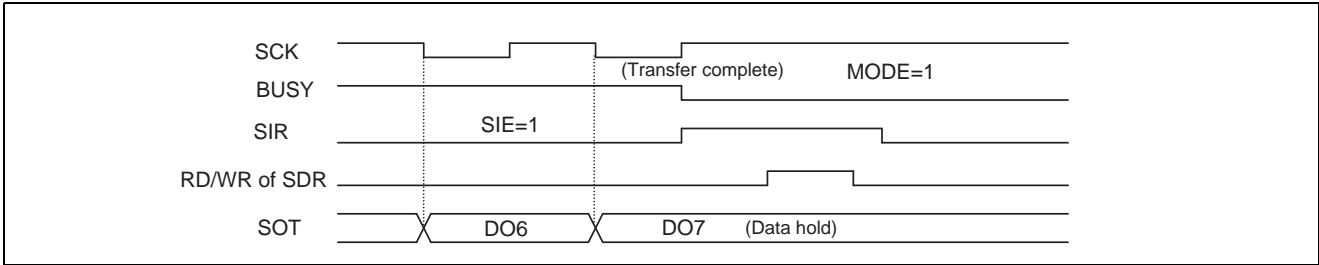 SCK
(Transfer complete) MODE=1
BUSY
SIR SIE=1
RD/WR of SDR
SOT DO6 DO7 (Data hold)